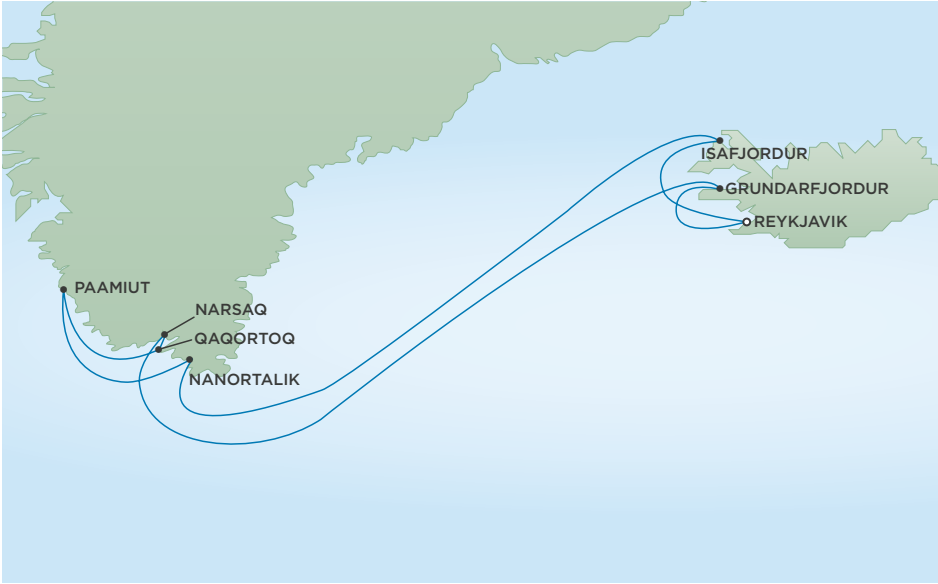 ISAFJORDUR
GRUNDARFJORDUR
REYKJAVIK
PAAMIUT
NARSAQ
QAQORTOQ
NANORTALIK